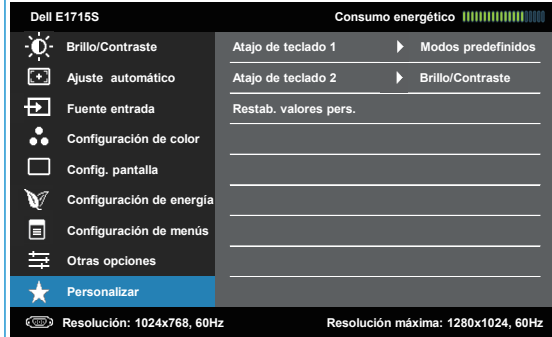 Dell E1715S Consumo energético
Brillo/Contraste Atajo de teclado 1 Modos predefinidos
Ajuste automático Atajo de teclado 2 Brillo/Contraste
Fuente entrada Restab. valores pers.
Configuración de color
Config. pantalla
Configuración de energía
Configuración de menús
Otras opciones
Personalizar
Resolución: 1024x768, 60Hz Resolución máxima: 1280x1024, 60Hz